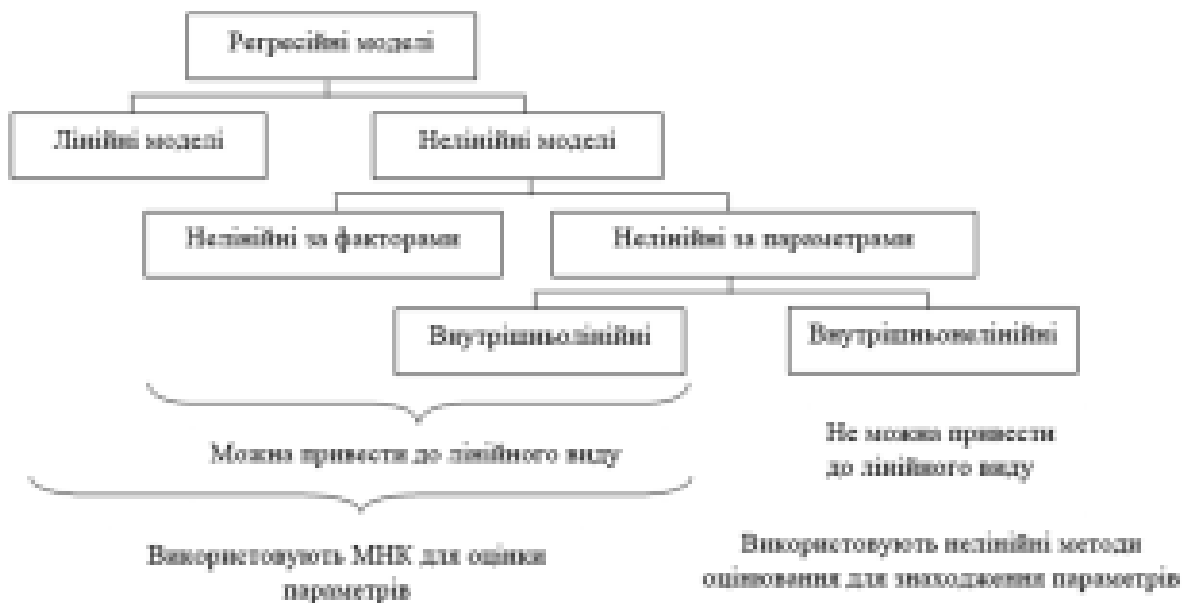 Регресійні моделі
Лінійні моделі
Нелінійні моделі
Нелінійні за факторами
Нелінійні за параметрами
Внутрішньолінійні
Внутрішньонелінійні
Можна привести до лінійного виду
Не можна привести
до лінійного виду
Використовують МНК для оцінки
параметрів
Використовують нелінійні методи
оцінювання для знаходження параметрів